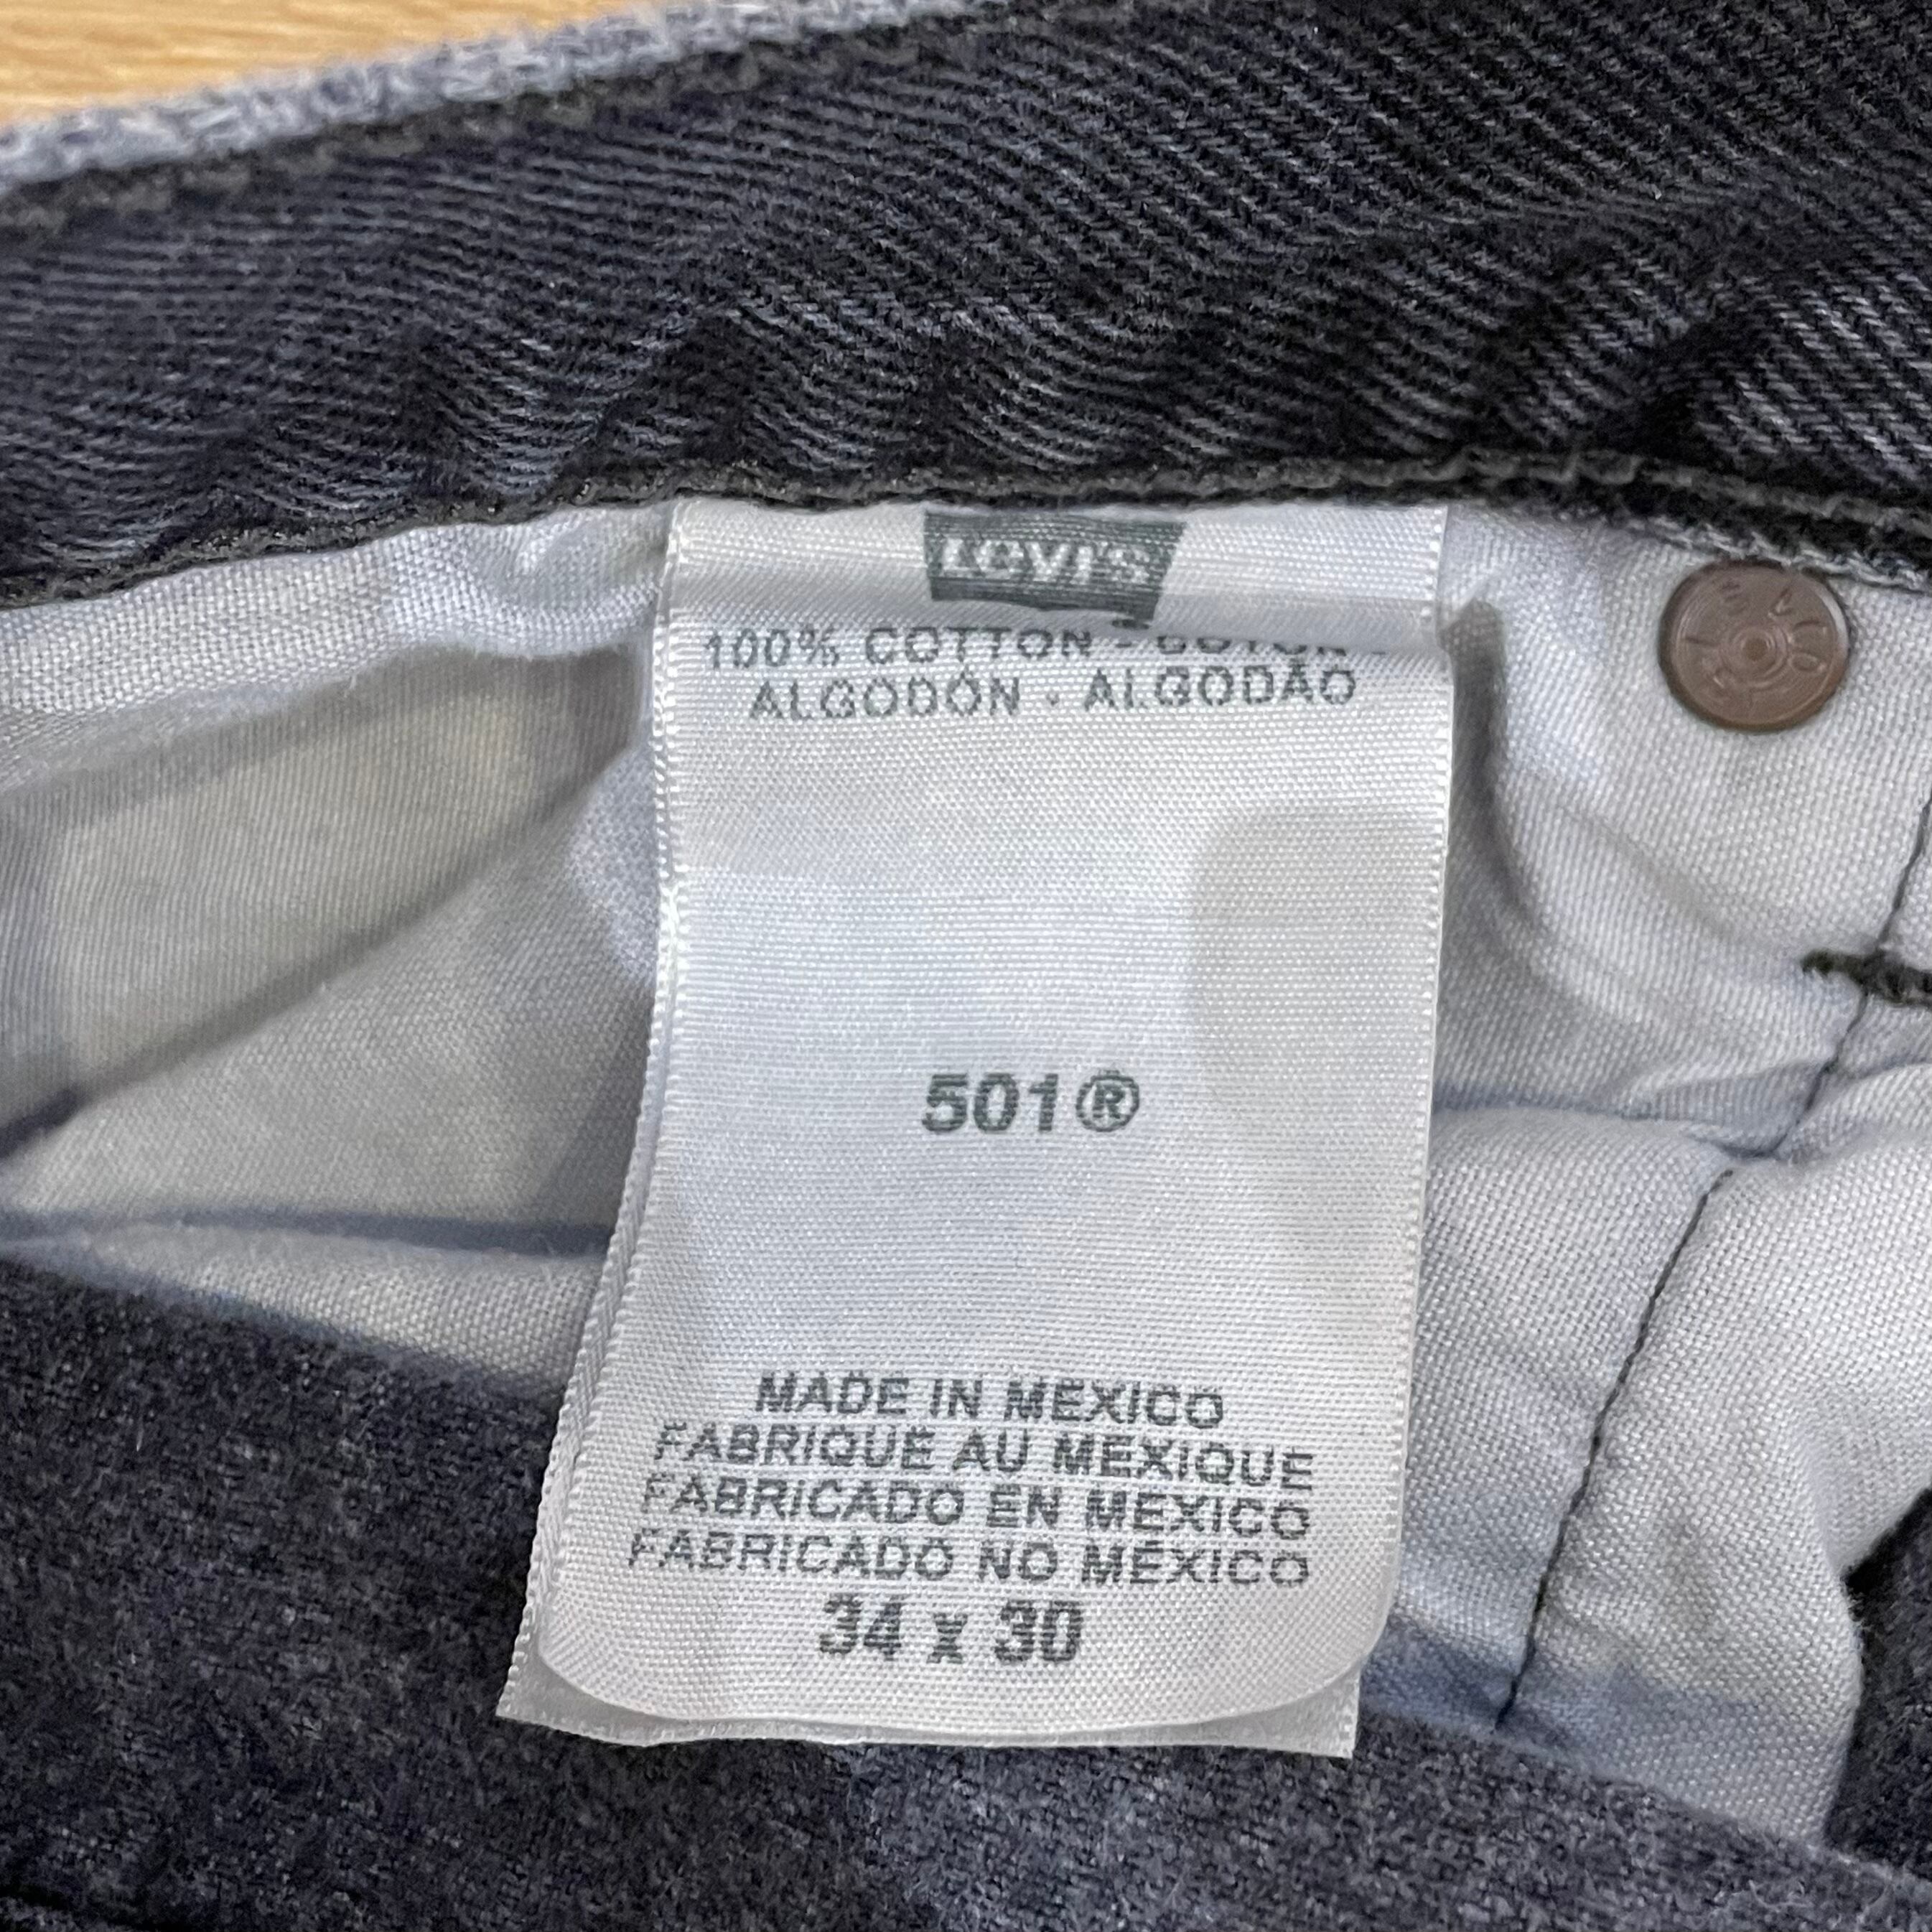 Levi's
100% COTTON - COTON -
ALGODÓN - ALGODÃO
501®
MADE IN MEXICO
FABRIQUE AU MEXIQUE
FABRICADO EN MEXICO
FABRICADO NO MÉXICO
34 x 30